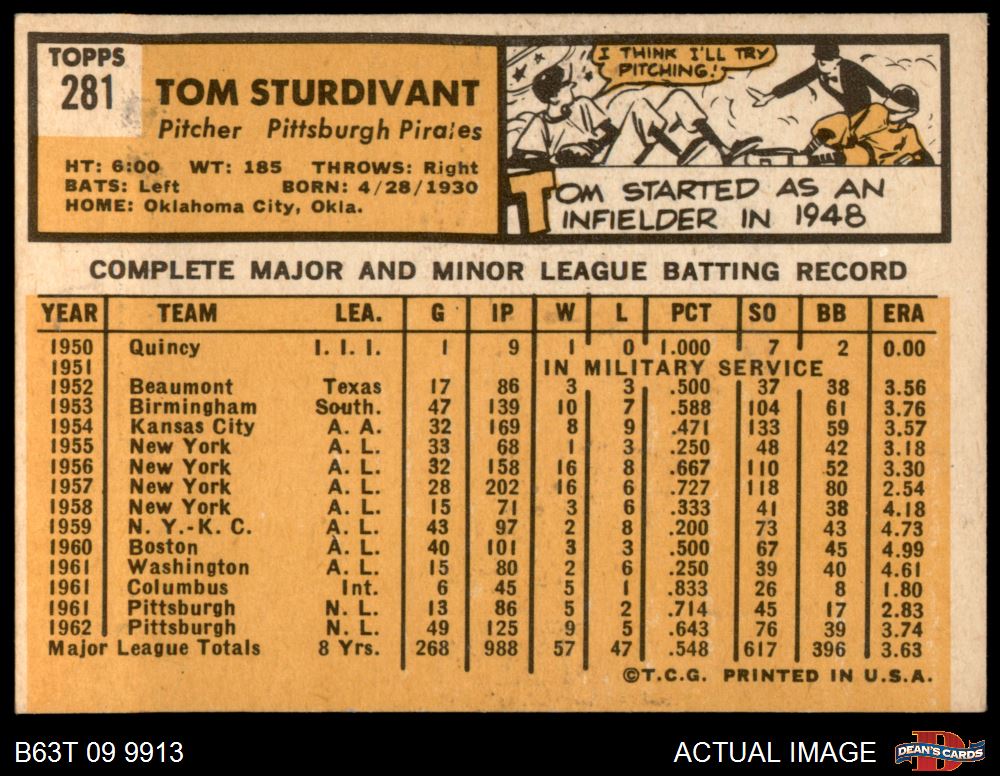 TOPPS
281
TOM STURDIVANT
Pitcher Pittsburgh Pirates
HT: 6:00 WT: 185 THROWS: Right
BATS: Left BORN: 4/28/1930
HOME: Oklahoma City, Okla.
I THINK I'LL TRY
PITCHING!
TOM STARTED AS AN
INFIELDER IN 1948
COMPLETE MAJOR AND MINOR LEAGUE BATTING RECORD
YEAR TEAM LEA. G IP W L PCT SO BB ERA
1950 Quincy I. I. I. 1 9 1 0 1.000 7 2 0.00
1951 IN MILITARY SERVICE
1952 Beaumont Texas 17 86 3 3 .500 37 38 3.56
1953 Birmingham South. 47 139 10 7 .588 104 61 3.76
1954 Kansas City A. A. 32 169 8 9 .471 133 59 3.57
1955 New York A. L. 33 68 1 3 .250 48 42 3.18
1956 New York A. L. 32 158 16 8 .667 110 52 3.30
1957 New York A. L. 28 202 16 6 .727 118 80 2.54
1958 New York A. L. 15 71 3 6 .333 41 38 4.18
1959 N. Y.-K. C. A. L. 43 97 2 8 .200 73 43 4.73
1960 Boston A. L. 40 101 3 3 .500 67 45 4.99
1961 Washington A. L. 15 80 2 6 .250 39 40 4.61
1961 Columbus Int. 6 45 5 1 .833 26 8 1.80
1961 Pittsburgh N. L. 13 86 5 2 .714 45 17 2.83
1962 Pittsburgh N. L. 49 125 9 5 .643 76 39 3.74
Major League Totals 8 Yrs. 268 988 57 47 .548 617 396 3.63
©T.C.G. PRINTED IN U.S.A.
B63T 09 9913
ACTUAL IMAGE
DEAN'S CARDS